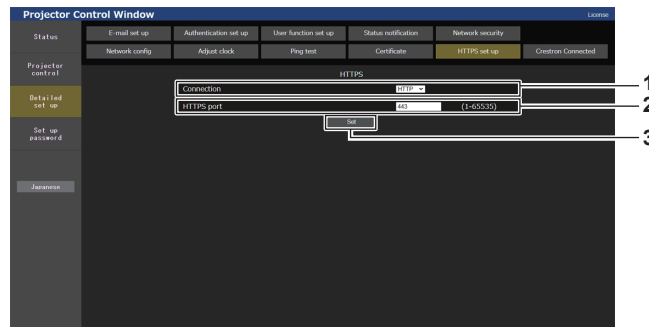 Projector Control Window
License
Status
E-mail set up
Authentication set up
User function set up
Status notification
Network security
Network config
Adjust clock
Ping test
Certificate
HTTPS set up
Crestron Connected
Projector
control
Detailed
set up
Set up
password
Japanese
HTTPS
Connection
HTTP
1
HTTPS port
443
(1-65535)
2
Set
3